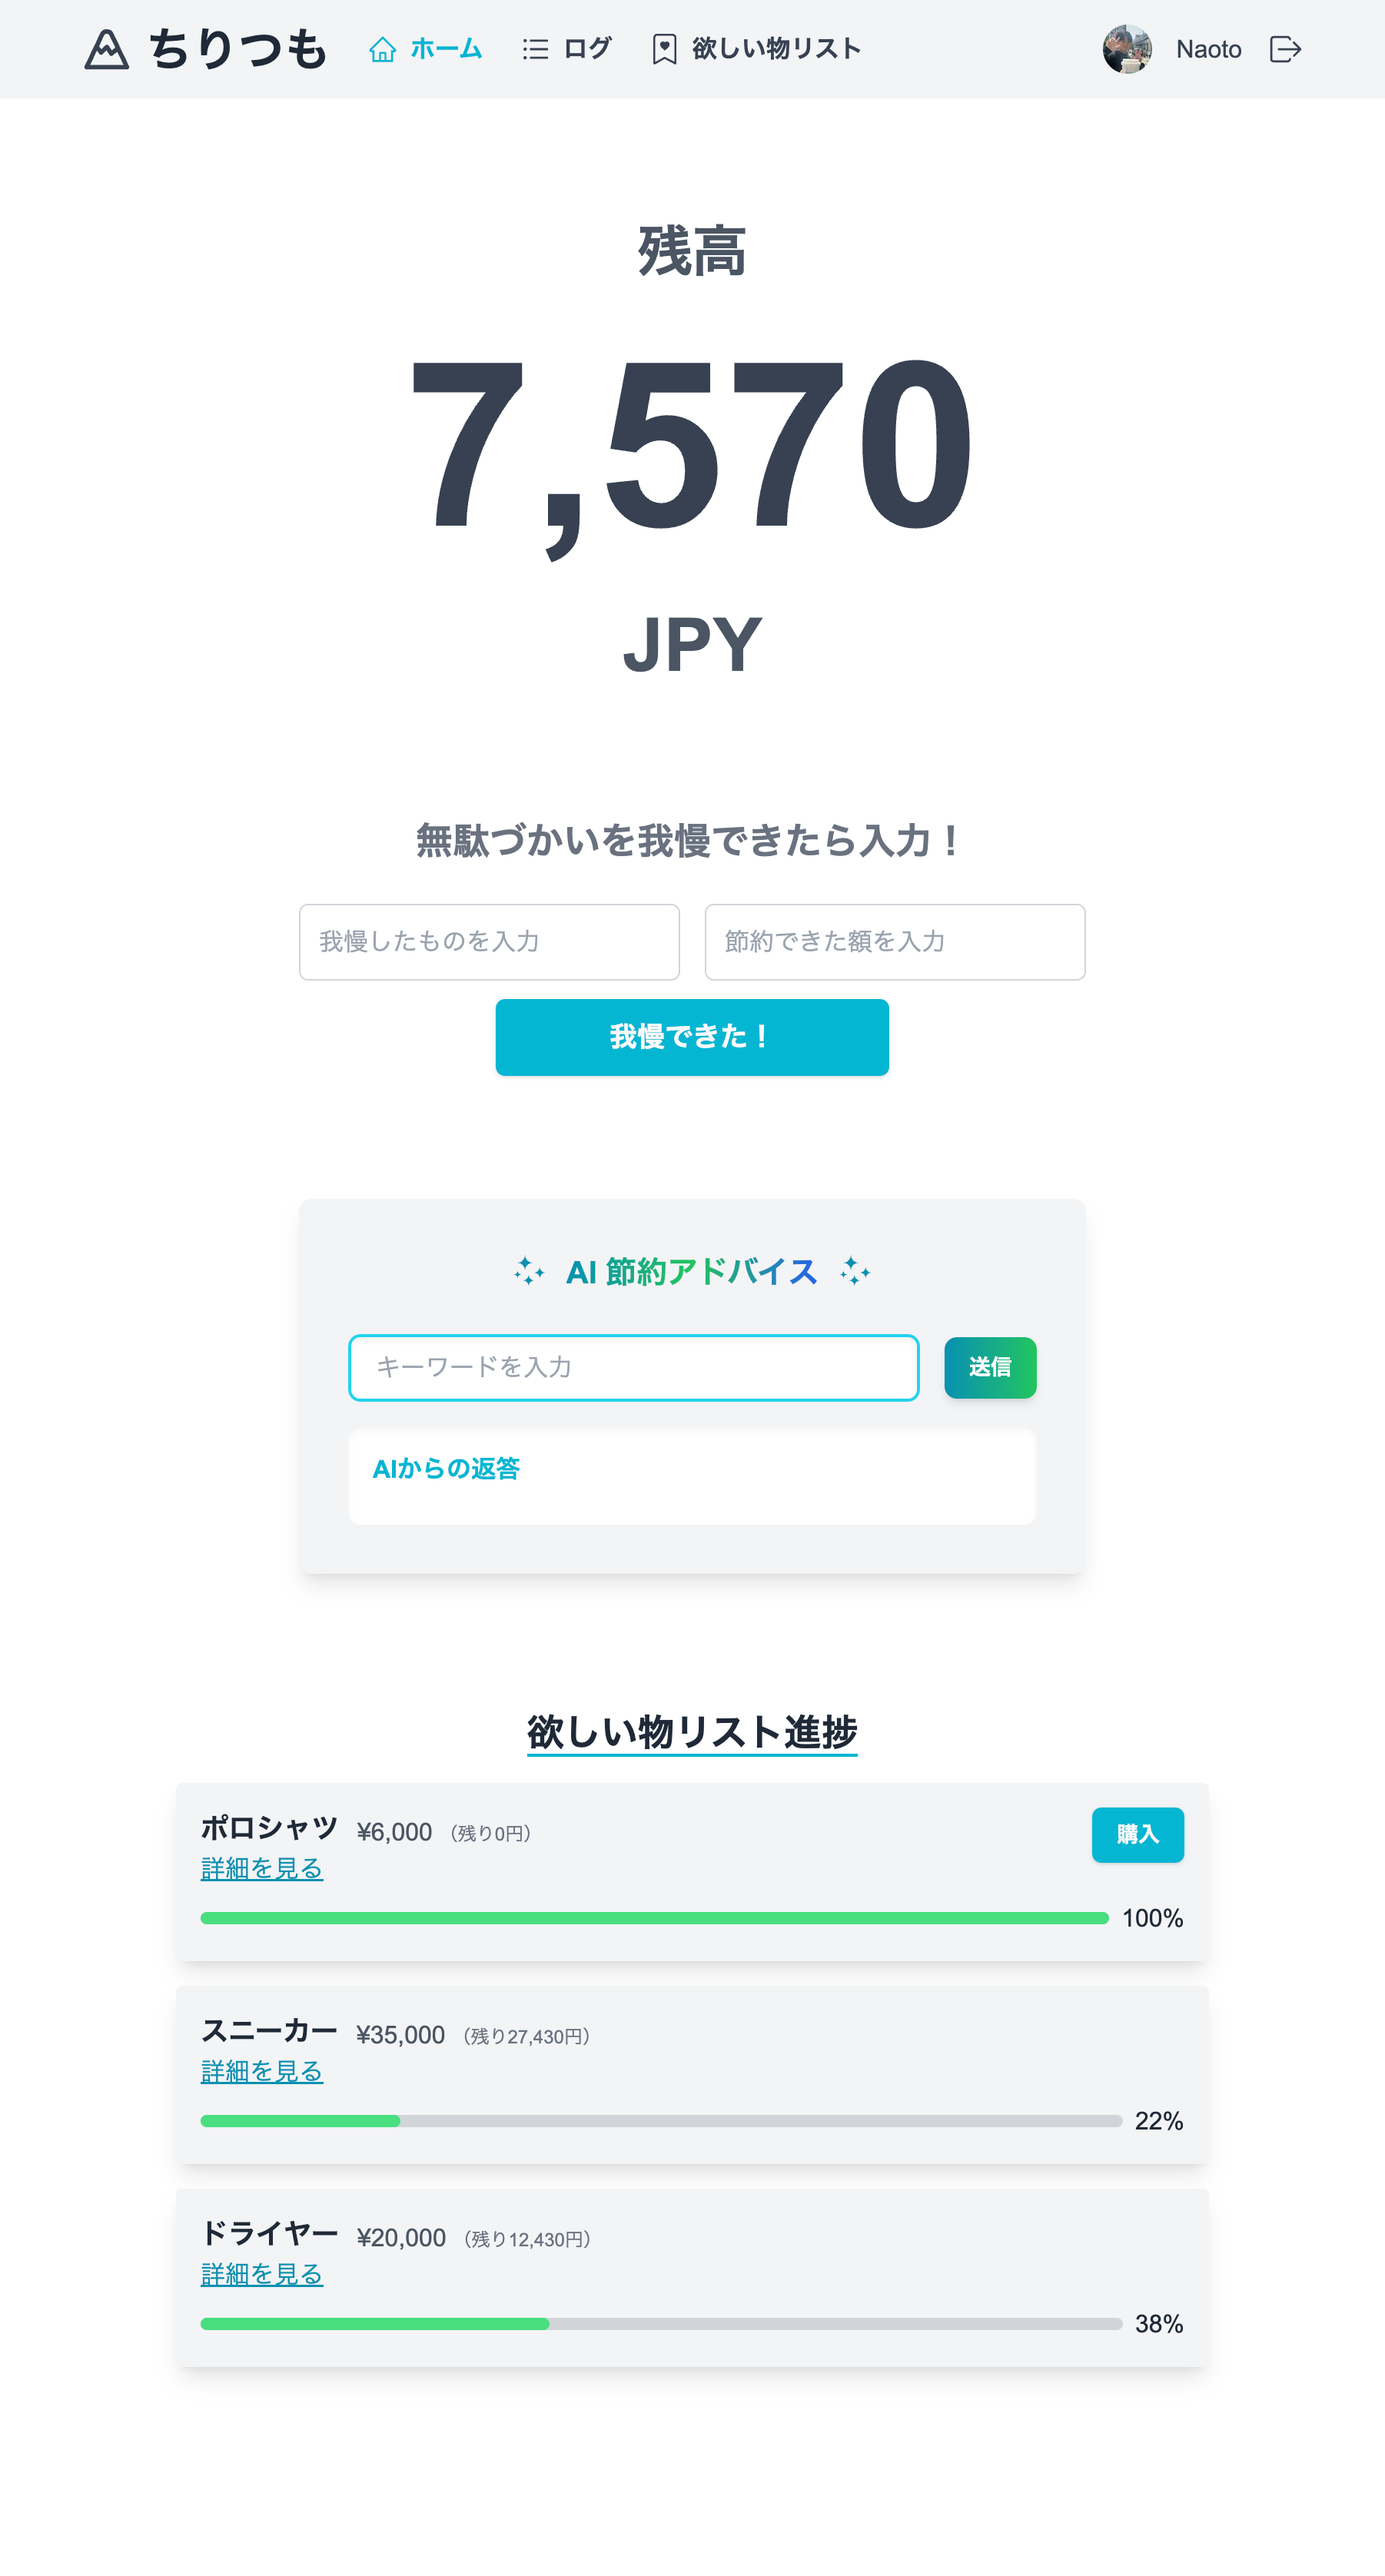 ちりつも ホーム ログ 欲しい物リスト Naoto
残高
7,570
JPY
無駄づかいを我慢できたら入力！
我慢したものを入力 節約できた額を入力
我慢できた！
AI 節約アドバイス
キーワードを入力 送信
AIからの返答
欲しい物リスト進捗
ポロシャツ ¥6,000 （残り0円） 購入
詳細を見る
100%
スニーカー ¥35,000 （残り27,430円）
詳細を見る
22%
ドライヤー ¥20,000 （残り12,430円）
詳細を見る
38%